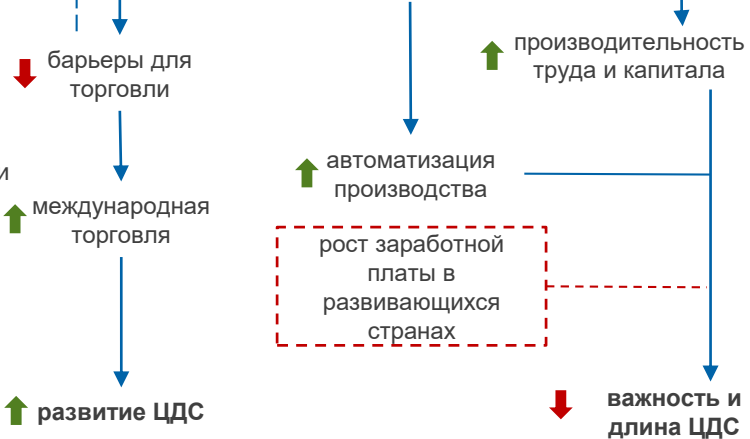 барьеры для
торговли
и
международная
торговля
развитие ЦДС
автоматизация
производства
рост заработной
платы в
развивающихся
странах
производительность
труда и капитала
важность и
длина ЦДС